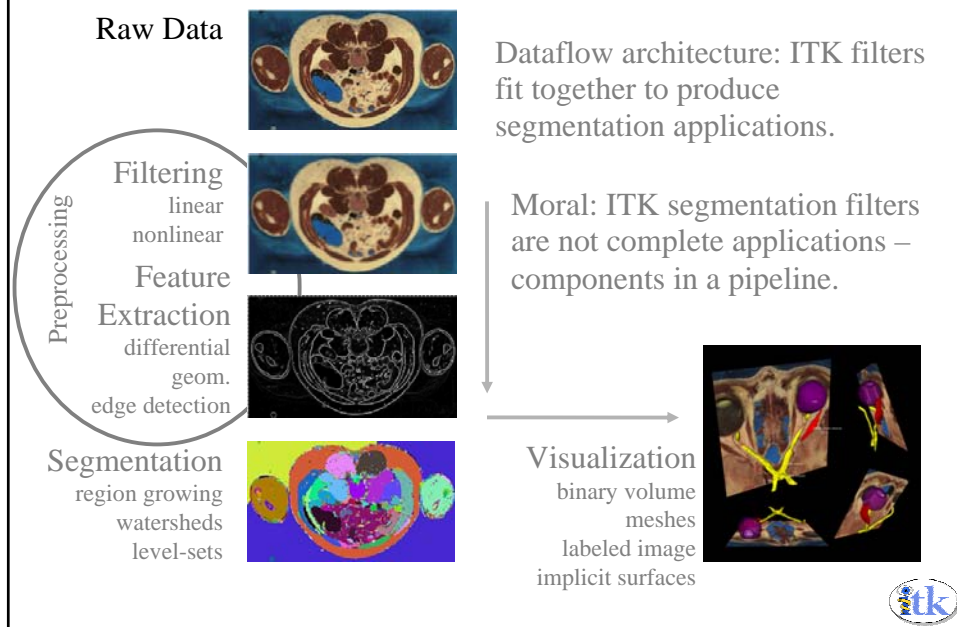 Raw Data
Dataflow architecture: ITK filters
fit together to produce
segmentation applications.
Preprocessing
Filtering
linear
nonlinear
Feature
Extraction
differential
geom.
edge detection
Moral: ITK segmentation filters
are not complete applications –
components in a pipeline.
Segmentation
region growing
watersheds
level-sets
Visualization
binary volume
meshes
labeled image
implicit surfaces
itk